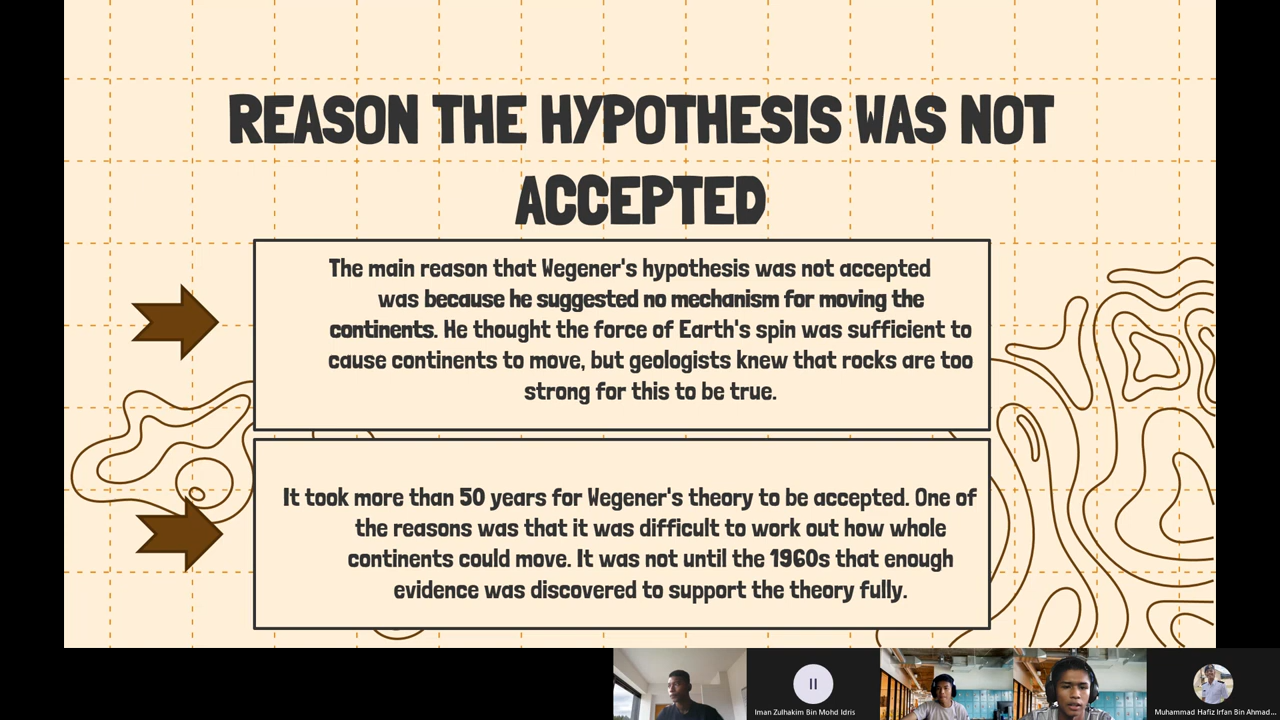 REASON THE HYPOTHESIS WAS NOT
ACCEPTED
The main reason that Wegener's hypothesis was not accepted
was because he suggested no mechanism for moving the
continents. He thought the force of Earth's spin was sufficient to
cause continents to move, but geologists knew that rocks are too
strong for this to be true.
It took more than 50 years for Wegener's theory to be accepted. One of
the reasons was that it was difficult to work out how whole
continents could move. It was not until the 1960s that enough
evidence was discovered to support the theory fully.
II
Iman Zulhakim Bin Mohd Idris
Muhammad Hafiz Irfan Bin Ahmad...